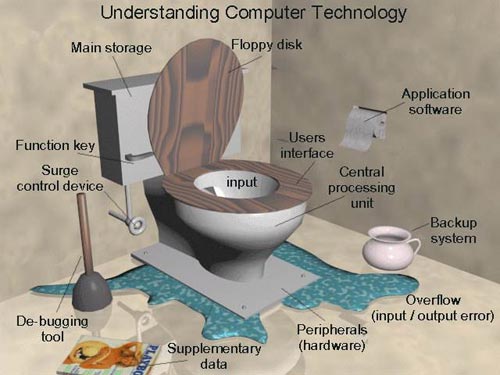 Understanding Computer Technology
Main storage
Floppy disk
Application
software
Function key
Users
interface
Surge
control device
input
Central
processing
unit
Backup
system
De-bugging
tool
Overflow
(input / output error)
Peripherals
(hardware)
Supplementary
data